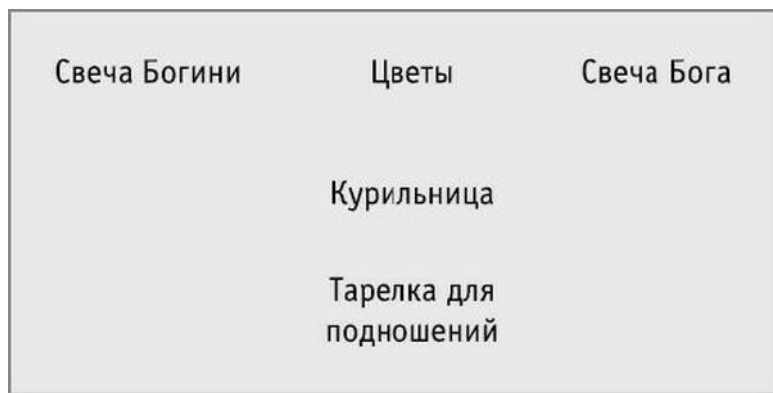 Свеча Богини Цветы Свеча Бога
Курильница
Тарелка для
подношений